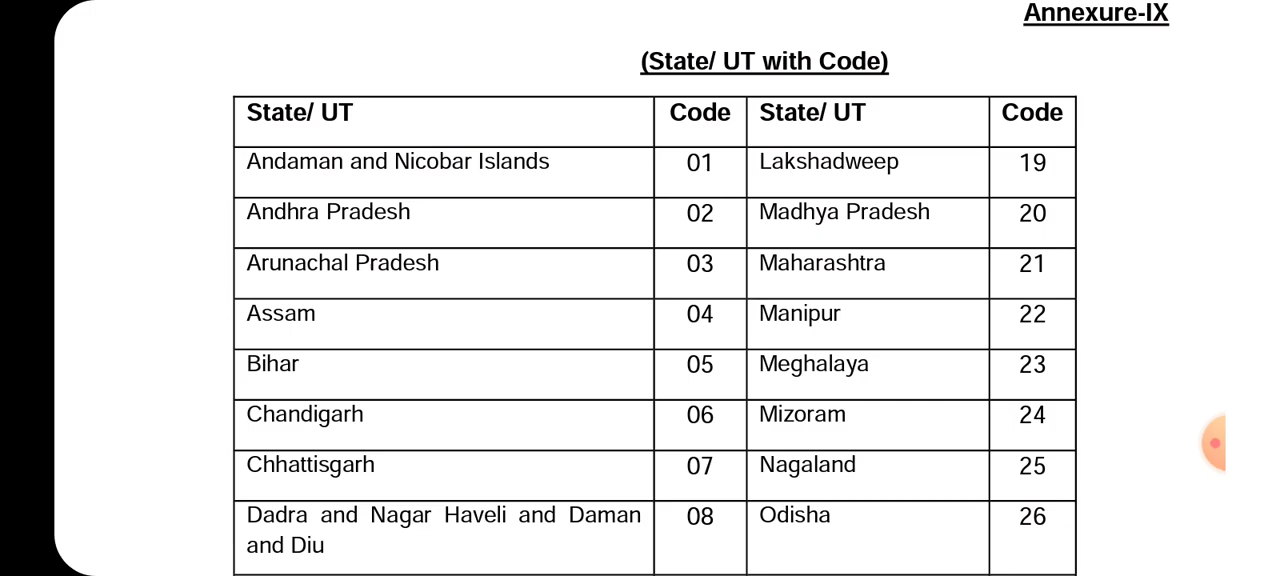 Annexure-IX
(State/ UT with Code)
State/ UT Code State/ UT Code
Andaman and Nicobar Islands 01 Lakshadweep 19
Andhra Pradesh 02 Madhya Pradesh 20
Arunachal Pradesh 03 Maharashtra 21
Assam 04 Manipur 22
Bihar 05 Meghalaya 23
Chandigarh 06 Mizoram 24
Chhattisgarh 07 Nagaland 25
Dadra and Nagar Haveli and Daman 08 Odisha 26
and Diu